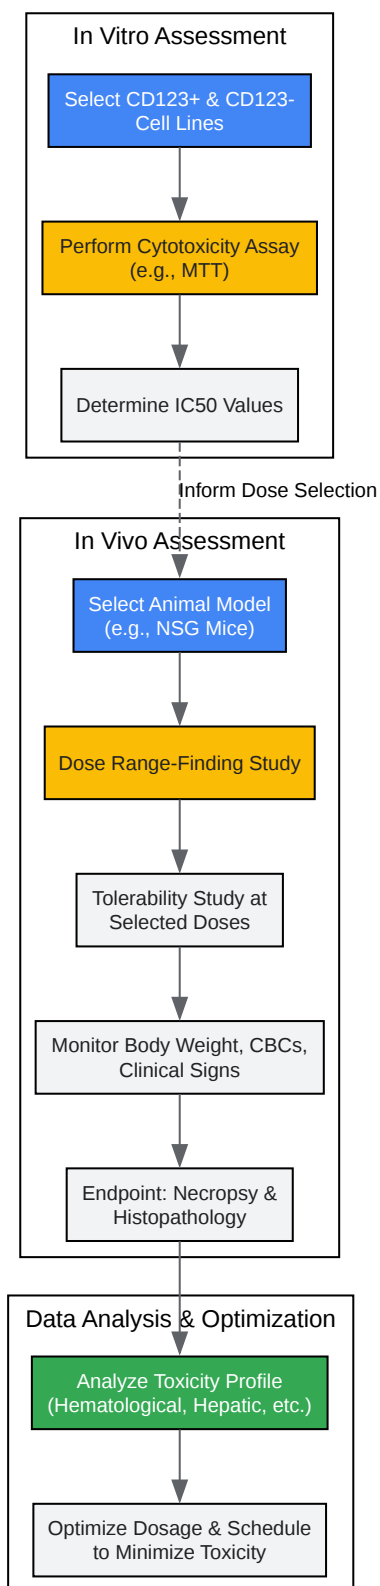 In Vitro Assessment
Select CD123+ & CD123-
Cell Lines
Perform Cytotoxicity Assay
(e.g., MTT)
Determine IC50 Values
Inform Dose Selection
In Vivo Assessment
Select Animal Model
(e.g., NSG Mice)
Dose Range-Finding Study
Tolerability Study at
Selected Doses
Monitor Body Weight, CBCs,
Clinical Signs
Endpoint: Necropsy &
Histopathology
Data Analysis & Optimization
Analyze Toxicity Profile
(Hematological, Hepatic, etc.)
Optimize Dosage & Schedule
to Minimize Toxicity